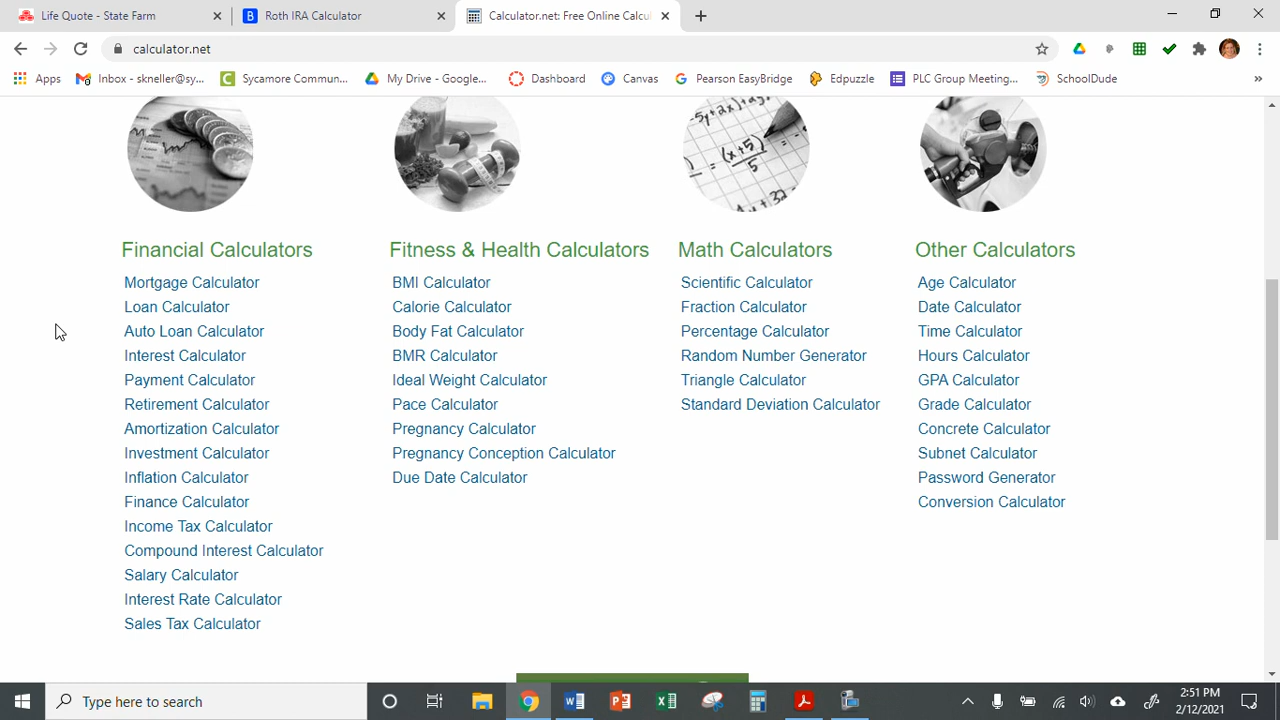 Life Quote - State Farm
Roth IRA Calculator
Calculator.net: Free Online Calcu
calculator.net
Apps
Inbox - skneller@sy...
Sycamore Commun...
My Drive - Google...
Dashboard
Canvas
Pearson EasyBridge
Edpuzzle
PLC Group Meeting...
SchoolDude
Financial Calculators
Mortgage Calculator
Loan Calculator
Auto Loan Calculator
Interest Calculator
Payment Calculator
Retirement Calculator
Amortization Calculator
Investment Calculator
Inflation Calculator
Finance Calculator
Income Tax Calculator
Compound Interest Calculator
Salary Calculator
Interest Rate Calculator
Sales Tax Calculator
Fitness & Health Calculators
BMI Calculator
Calorie Calculator
Body Fat Calculator
BMR Calculator
Ideal Weight Calculator
Pace Calculator
Pregnancy Calculator
Pregnancy Conception Calculator
Due Date Calculator
Math Calculators
Scientific Calculator
Fraction Calculator
Percentage Calculator
Random Number Generator
Triangle Calculator
Standard Deviation Calculator
Other Calculators
Age Calculator
Date Calculator
Time Calculator
Hours Calculator
GPA Calculator
Grade Calculator
Concrete Calculator
Subnet Calculator
Password Generator
Conversion Calculator
Type here to search
2:51 PM
2/12/2021